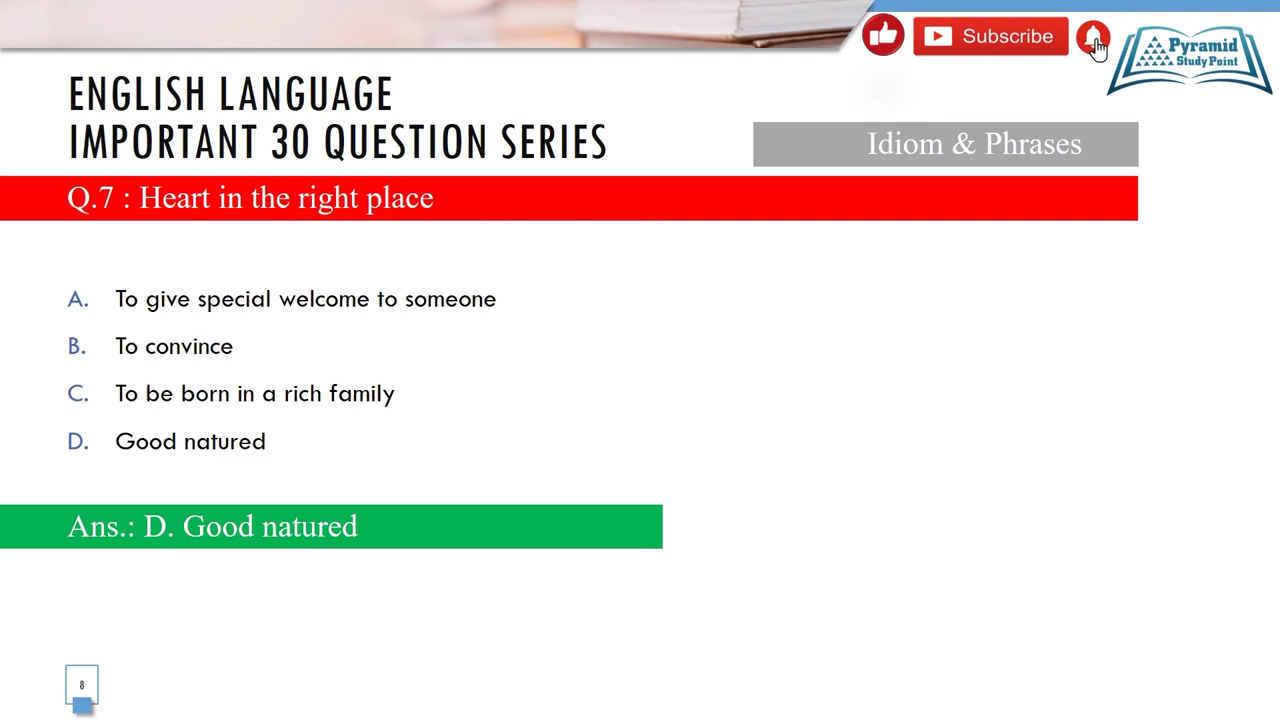 Subscribe
Pyramid
Study Point
ENGLISH LANGUAGE
IMPORTANT 30 QUESTION SERIES
Idiom & Phrases
Q.7 : Heart in the right place
A. To give special welcome to someone
B. To convince
C. To be born in a rich family
D. Good natured
Ans.: D. Good natured
8